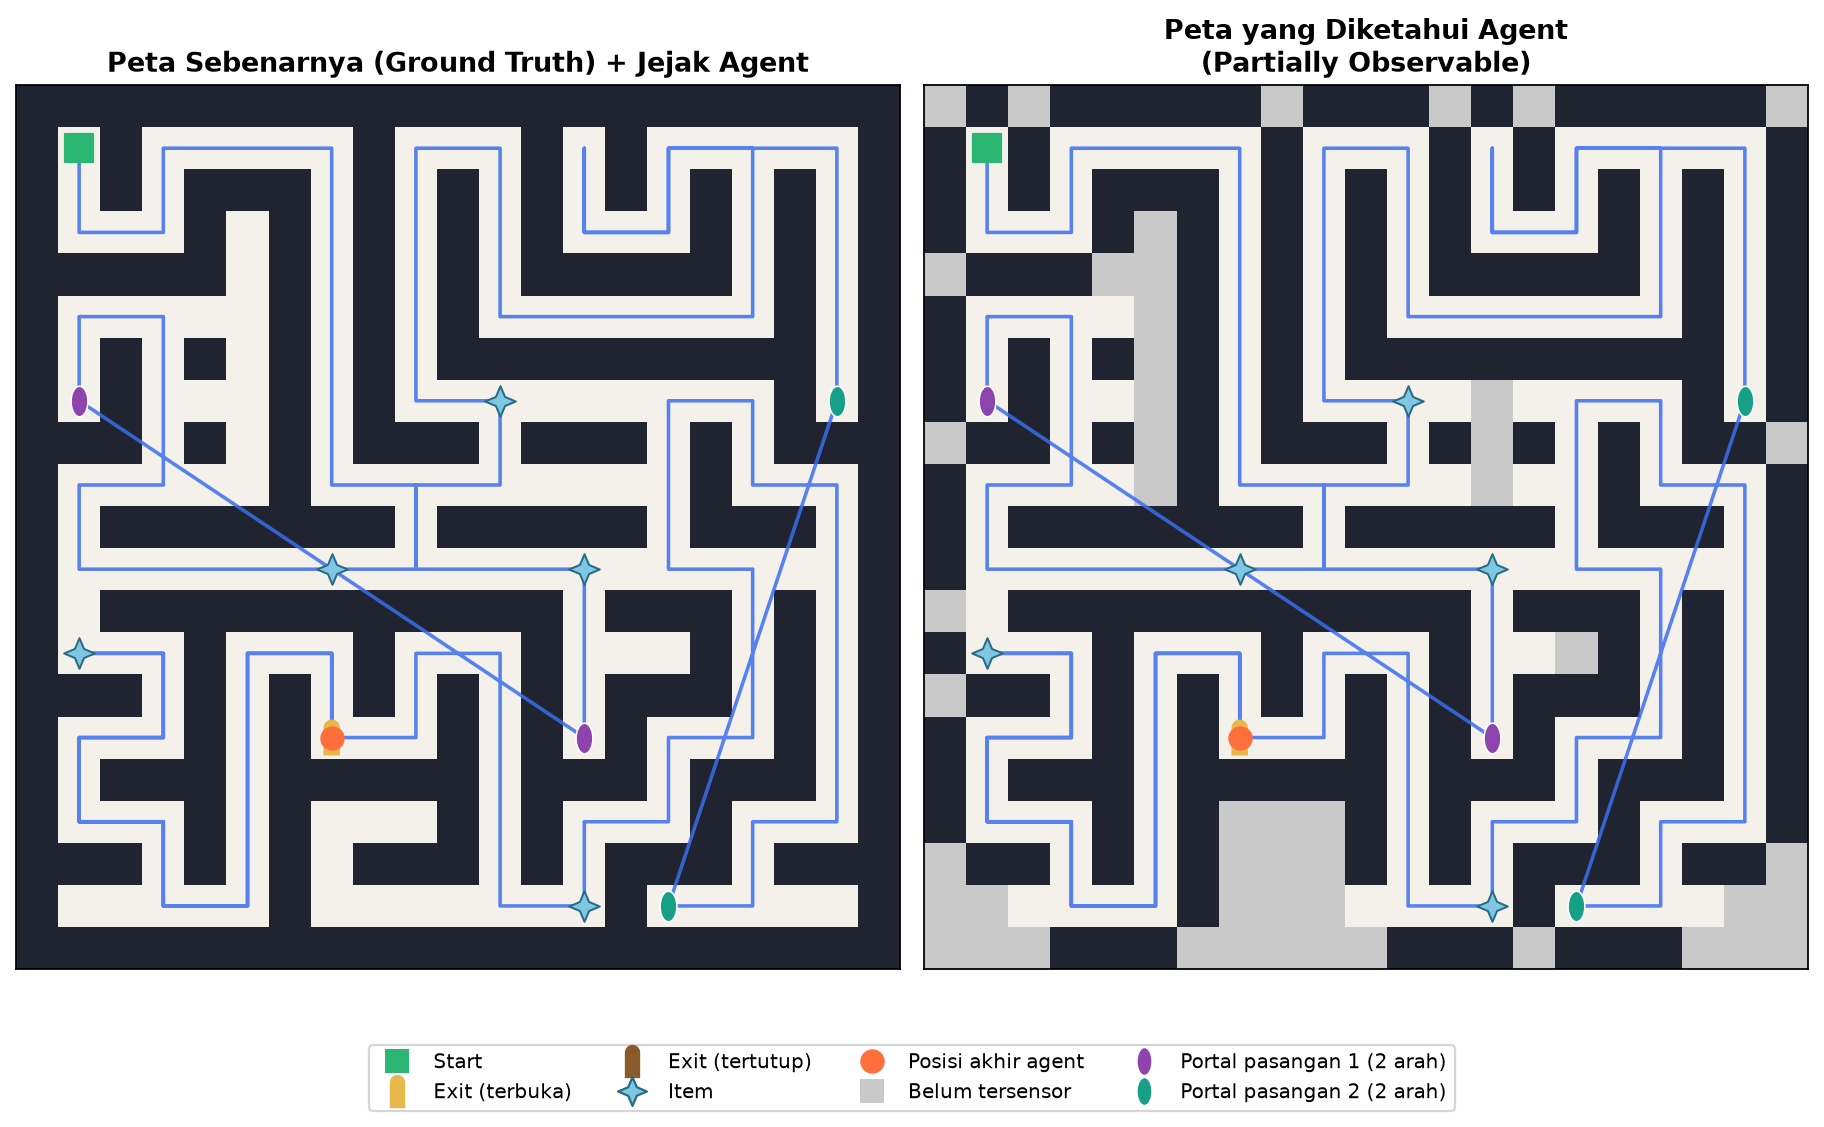 Peta Sebenarnya (Ground Truth) + Jejak Agent
Peta yang Diketahui Agent
(Partially Observable)
Start
Exit (terbuka)
Exit (tertutup)
Item
Posisi akhir agent
Belum tersensor
Portal pasangan 1 (2 arah)
Portal pasangan 2 (2 arah)